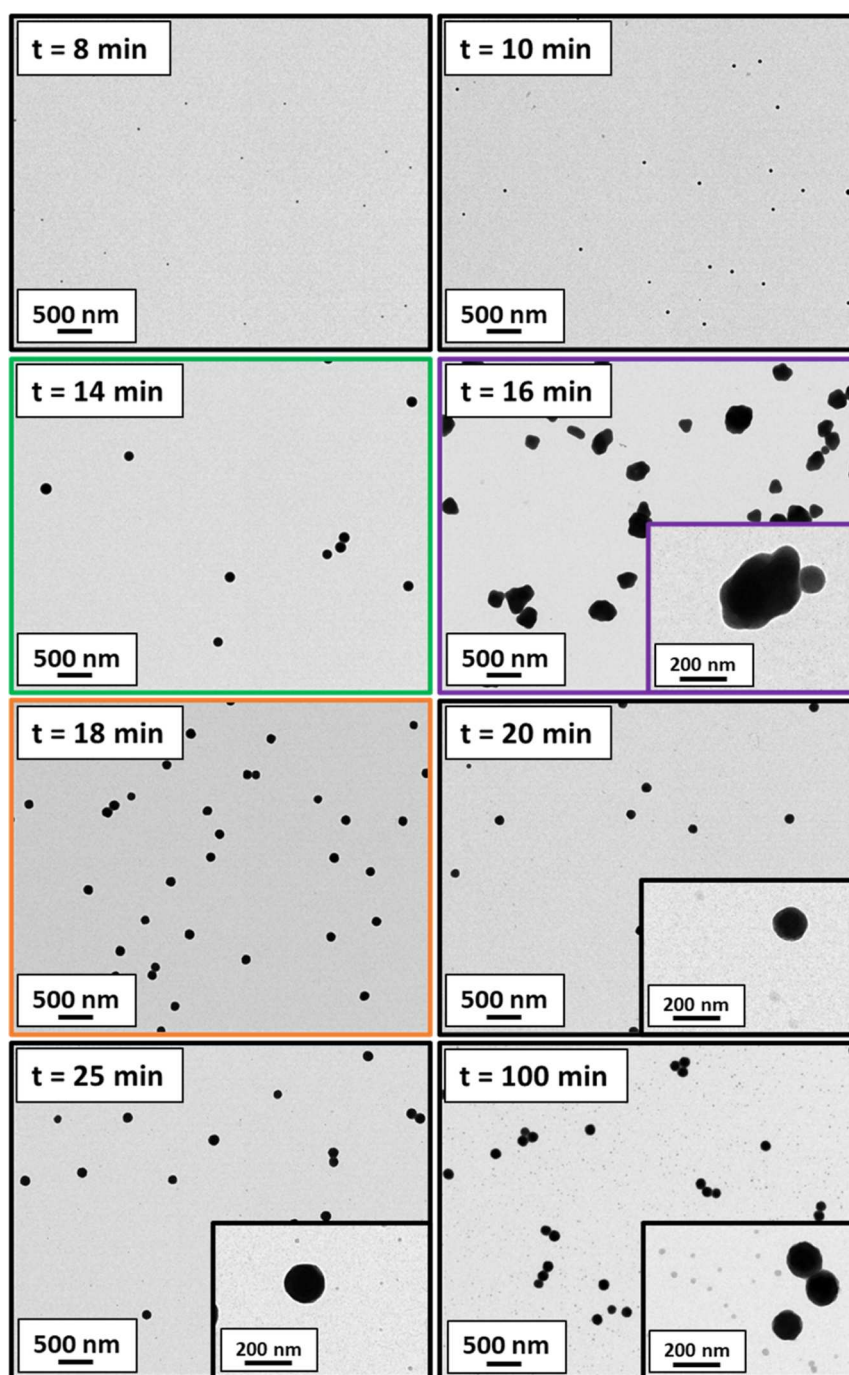 t = 8 min
500 nm
t = 10 min
500 nm
t = 14 min
500 nm
t = 16 min
500 nm
200 nm
t = 18 min
500 nm
t = 20 min
500 nm
200 nm
t = 25 min
500 nm
200 nm
t = 100 min
500 nm
200 nm